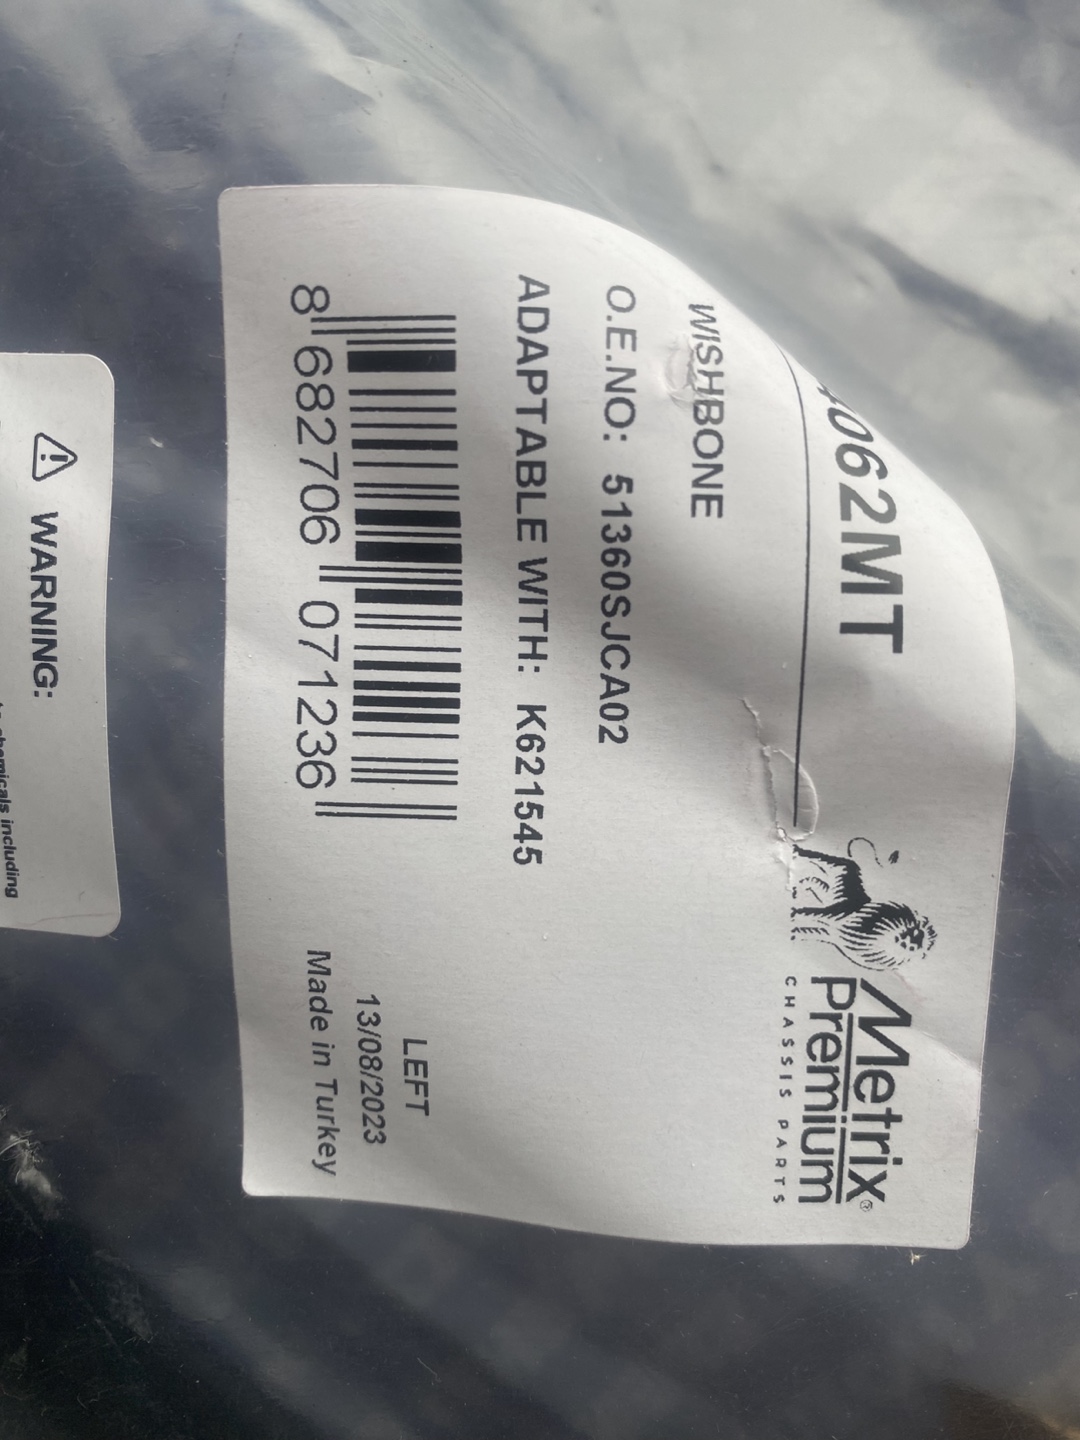 4062MT
Metrix®
Premium
CHASSIS PARTS
WISHBONE
O.E.NO: 51360SJCA02
ADAPTABLE WITH: K621545
8 682706 071236
LEFT
13/08/2023
Made in Turkey
WARNING:
chemicals including